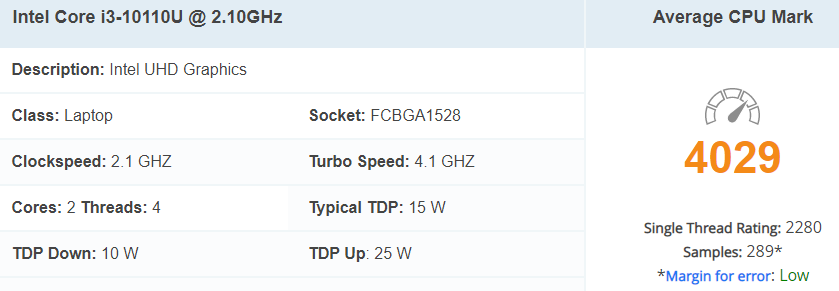 Intel Core i3-10110U @ 2.10GHz
Average CPU Mark
Description: Intel UHD Graphics
Class: Laptop
Socket: FCBGA1528
Clockspeed: 2.1 GHZ
Turbo Speed: 4.1 GHZ
Cores: 2 Threads: 4
Typical TDP: 15 W
TDP Down: 10 W
TDP Up: 25 W
4029
Single Thread Rating: 2280
Samples: 289*
*Margin for error: Low